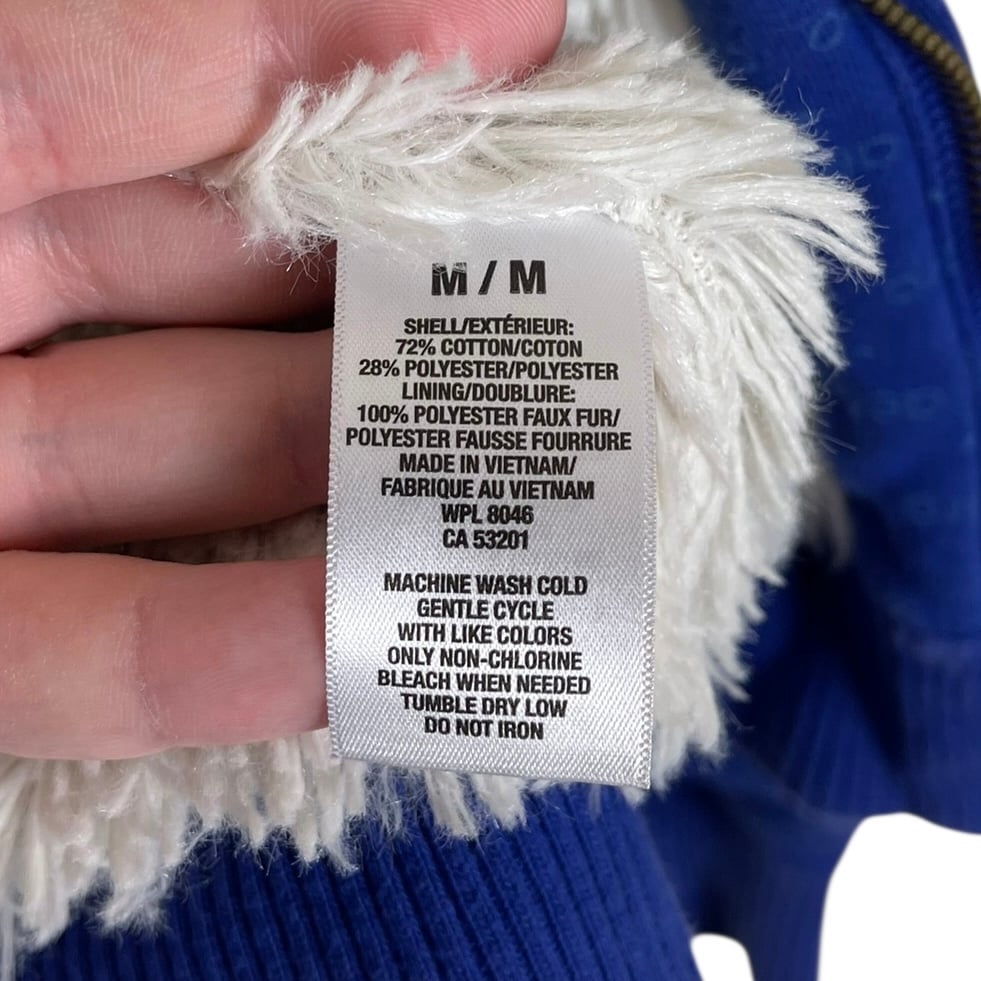 M / M
SHELL/EXTÉRIEUR:
72% COTTON/COTON
28% POLYESTER/POLYESTER
LINING/DOUBLURE:
100% POLYESTER FAUX FUR/
POLYESTER FAUSSE FOURRURE
MADE IN VIETNAM/
FABRIQUE AU VIETNAM
WPL 8046
CA 53201
MACHINE WASH COLD
GENTLE CYCLE
WITH LIKE COLORS
ONLY NON-CHLORINE
BLEACH WHEN NEEDED
TUMBLE DRY LOW
DO NOT IRON